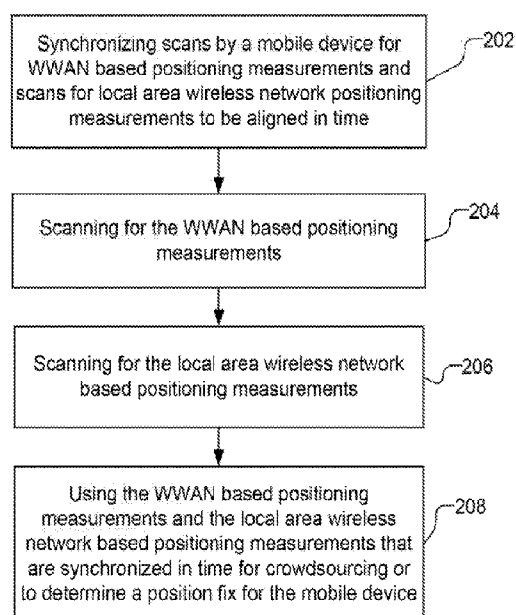 Synchronizing scans by a mobile device for
WWAN based positioning measurements and
scans for local area wireless network positioning
measurements to be aligned in time
202
Scanning for the WWAN based positioning
measurements
204
Scanning for the local area wireless network
based positioning measurements
206
Using the WWAN based positioning
measurements and the local area wireless
network based positioning measurements that
are synchronized in time for crowdsourcing or
to determine a position fix for the mobile device
208